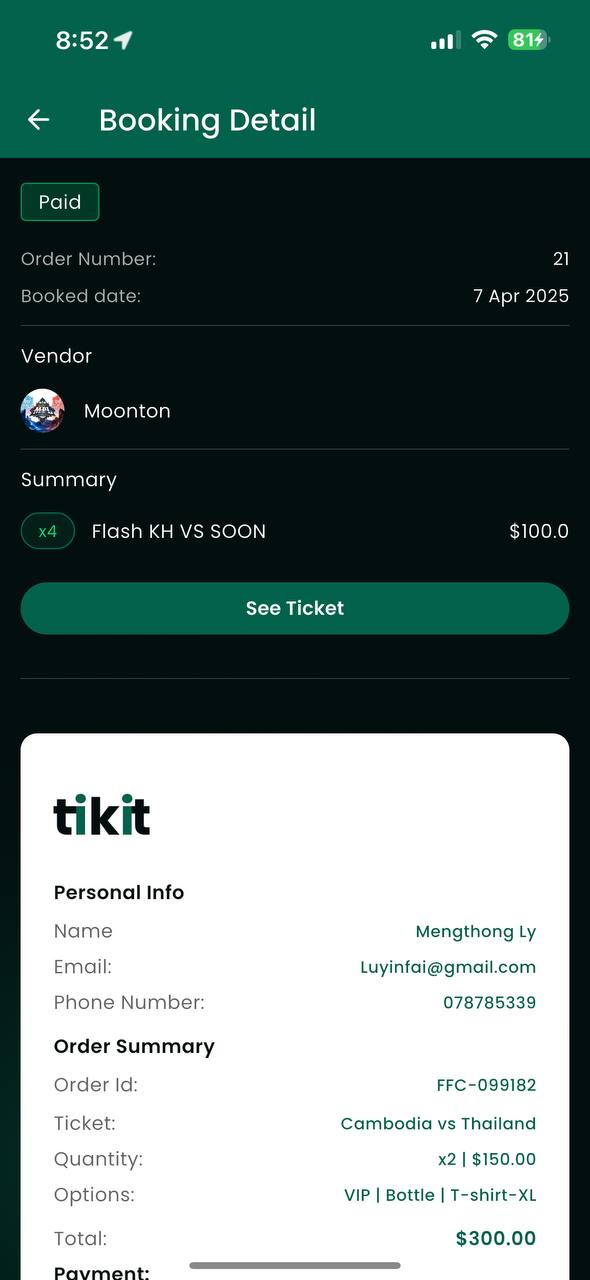 8:52
81
Booking Detail
Paid
Order Number: 21
Booked date: 7 Apr 2025
Vendor
Moonton
Summary
x4 Flash KH VS SOON $100.0
See Ticket
tikit
Personal Info
Name Mengthong Ly
Email: Luyinfai@gmail.com
Phone Number: 078785339
Order Summary
Order Id: FFC-099182
Ticket: Cambodia vs Thailand
Quantity: x2 | $150.00
Options: VIP | Bottle | T-shirt-XL
Total: $300.00
Payment: